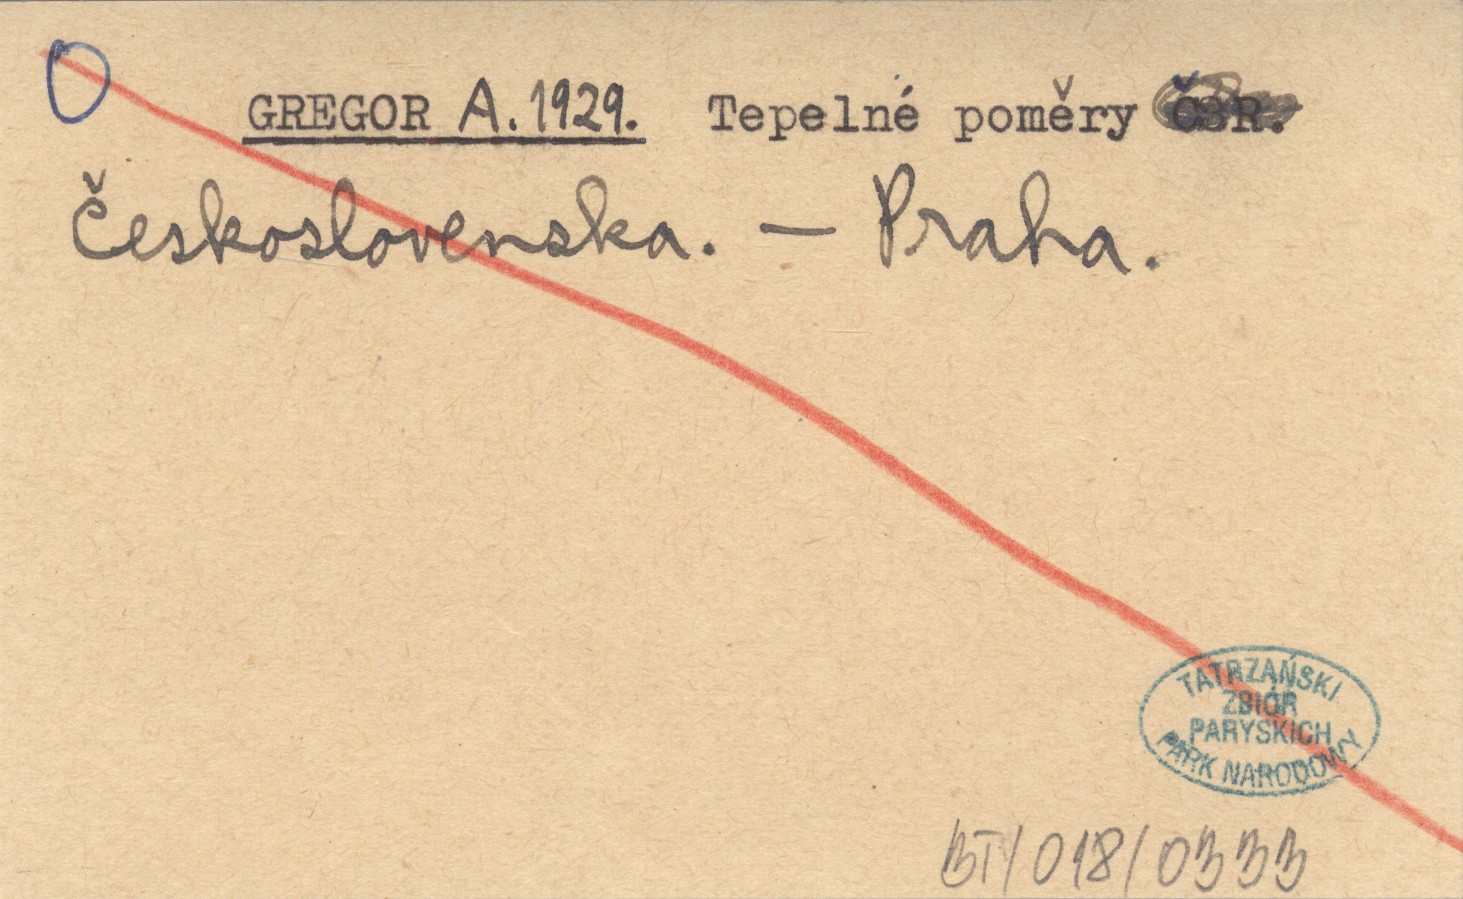 GREGOR A. 1929. Tepelné poměry ČSR.
Československa. — Praha.
TATRZAŃSKI
ZBIÓR
PARYSKICH
PARK NARODOWY
BT/018/0333